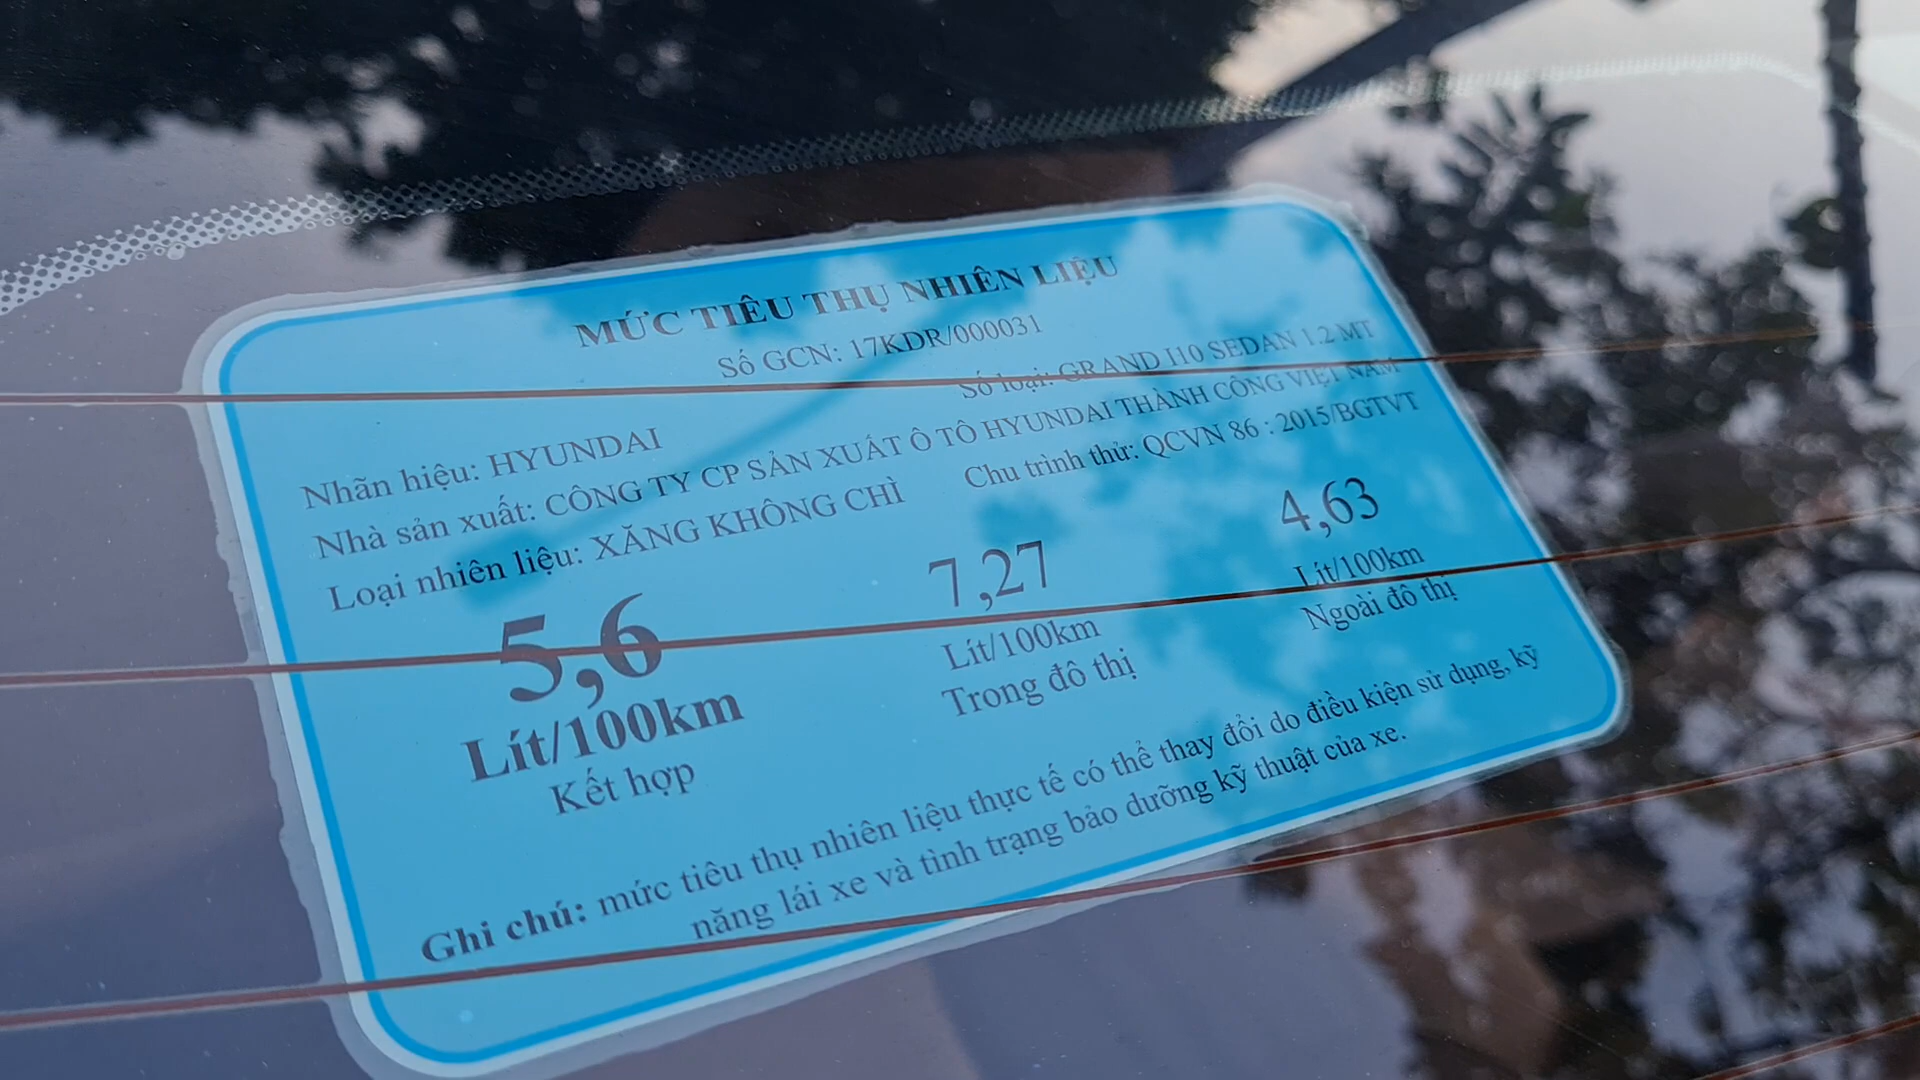 MỨC TIÊU THỤ NHIÊN LIỆU
Số GCN: 17KDR/000031
Nhãn hiệu: HYUNDAI Số loại: GRAND I10 SEDAN 1.2 MT
Nhà sản xuất: CÔNG TY CP SẢN XUẤT Ô TÔ HYUNDAI THÀNH CÔNG VIỆT NAM
Loại nhiên liệu: XĂNG KHÔNG CHÌ Chu trình thử: QCVN 86 : 2015/BGTVT
5,6 7,27 4,63
Lít/100km Lít/100km Lít/100km
Kết hợp Trong đô thị Ngoài đô thị
Ghi chú: mức tiêu thụ nhiên liệu thực tế có thể thay đổi do điều kiện sử dụng, kỹ
năng lái xe và tình trạng bảo dưỡng kỹ thuật của xe.